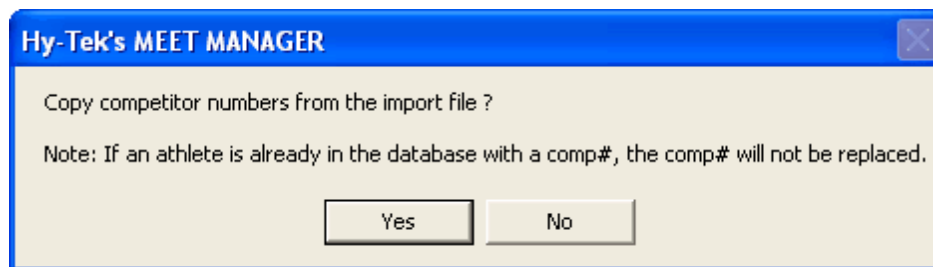 Hy-Tek's MEET MANAGER
Copy competitor numbers from the import file ?
Note: If an athlete is already in the database with a comp#, the comp# will not be replaced.
Yes No